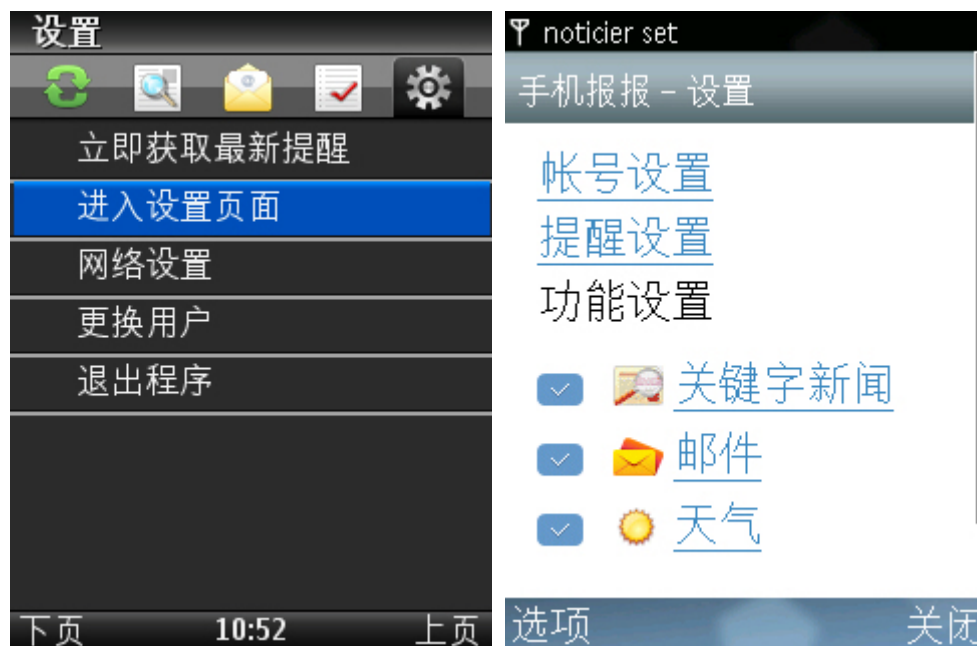 设置
立即获取最新提醒
进入设置页面
网络设置
更换用户
退出程序
下页 10:52 上页
noticier set
手机报报 – 设置
帐号设置
提醒设置
功能设置
关键字新闻
邮件
天气
选项 关闭